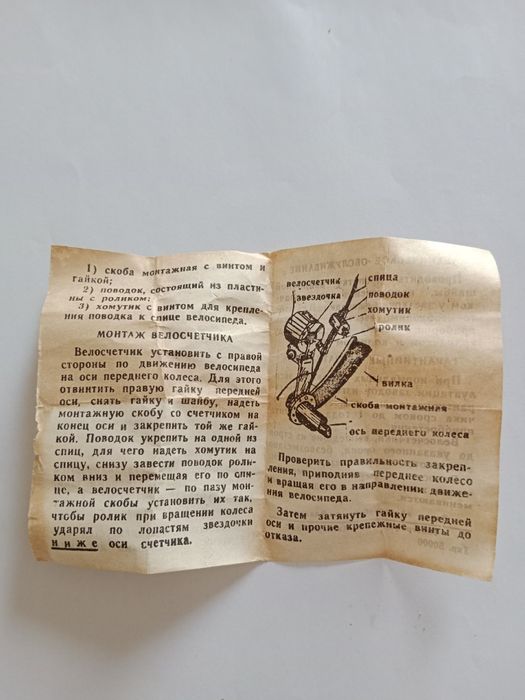 1) скоба монтажная с винтом и
гайкой;
2) поводок, состоящий из пласти-
ны с роликом;
3) хомутик с винтом для крепле-
ния поводка к спице велосипеда.
МОНТАЖ ВЕЛОСЧЕТЧИКА
Велосчетчик установить с правой
стороны по движению велосипеда
на оси переднего колеса. Для этого
отвинтить правую гайку передней
оси, снять гайку и шайбу, надеть
монтажную скобу со счетчиком на
конец оси и закрепить той же гай-
кой. Поводок укрепить на одной из
спиц, для чего надеть хомутик на
спицу, снизу завести поводок роли-
ком вниз и перемещая его по спи-
це, а велосчетчик — по пазу мон-
тажной скобы установить их так,
чтобы ролик при вращении колеса
ударял по лопастям звездочки
ниже оси счетчика.
велосчетчик
звездочка
спица
поводок
хомутик
ролик
вилка
скоба монтажная
ось переднего колеса
Проверить правильность закреп-
ления, приподняв переднее колесо
и вращая его в направлении движе-
ния велосипеда.
Затем затянуть гайку передней
оси и прочие крепежные винты до
отказа.